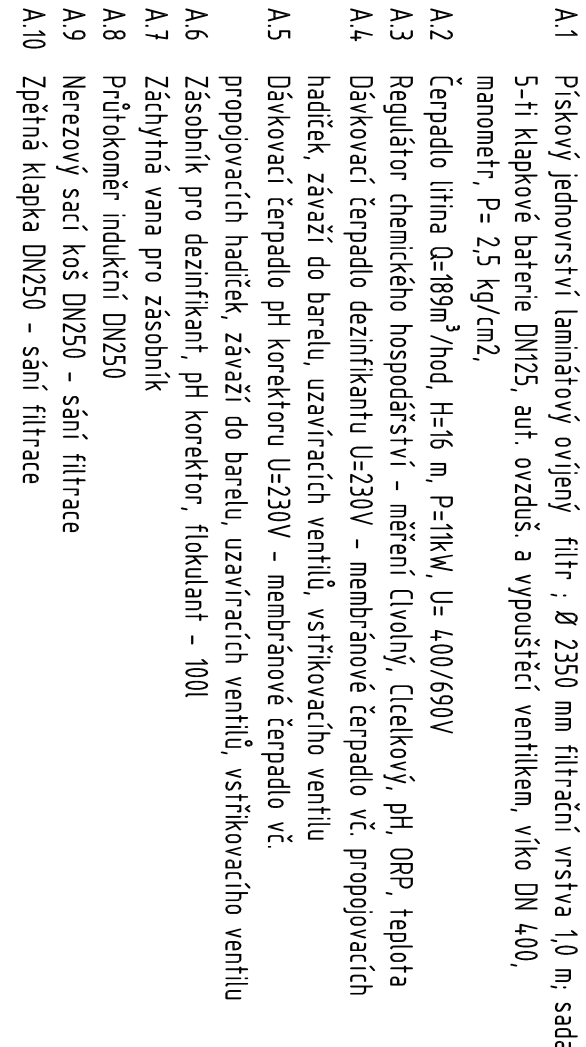 A.1 Pískový jednovrství laminátový ovíjený filtr ; Ø 2350 mm filtrační vrstva 1,0 m; sada
5-ti klapkové baterie DN125, aut. ovzduš. a vypouštěcí ventilkem, víko DN 400,
manometr, P= 2,5 kg/cm2,
A.2 Čerpadlo litina Q=189m³/hod, H=16 m, P=11kW, U= 400/690V
A.3 Regulátor chemického hospodářství - měření Clvolný, Clcelkový, pH, ORP, teplota
A.4 Dávkovací čerpadlo dezinfikantu U=230V - membránové čerpadlo vč. propojovacích
hadiček, závaží do barelu, uzavíracích ventilů, vstřikovacího ventilu
A.5 Dávkovací čerpadlo pH korektoru U=230V - membránové čerpadlo vč.
propojovacích hadiček, závaží do barelu, uzavíracích ventilů, vstřikovacího ventilu
A.6 Zásobník pro dezinfikant, pH korektor, flokulant - 100l
A.7 Záchytná vana pro zásobník
A.8 Průtokoměr indukční DN250
A.9 Nerezový sací koš DN250 - sání filtrace
A.10 Zpětná klapka DN250 - sání filtrace